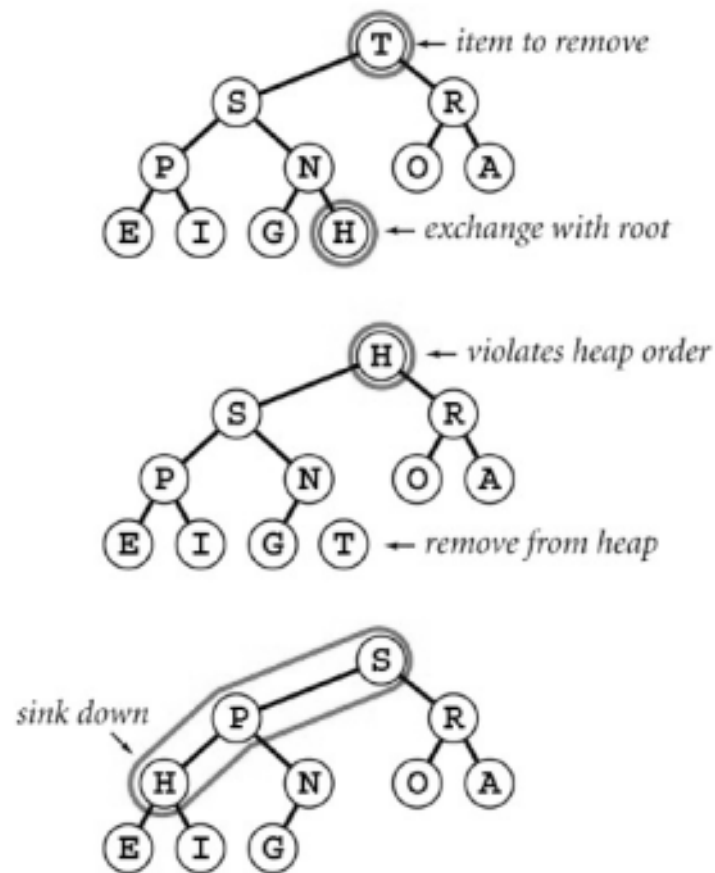 T ← item to remove
S R
P N O A
E I G H ← exchange with root
H ← violates heap order
S R
P N O A
E I G T ← remove from heap
S
sink down P R
H N O A
E I G